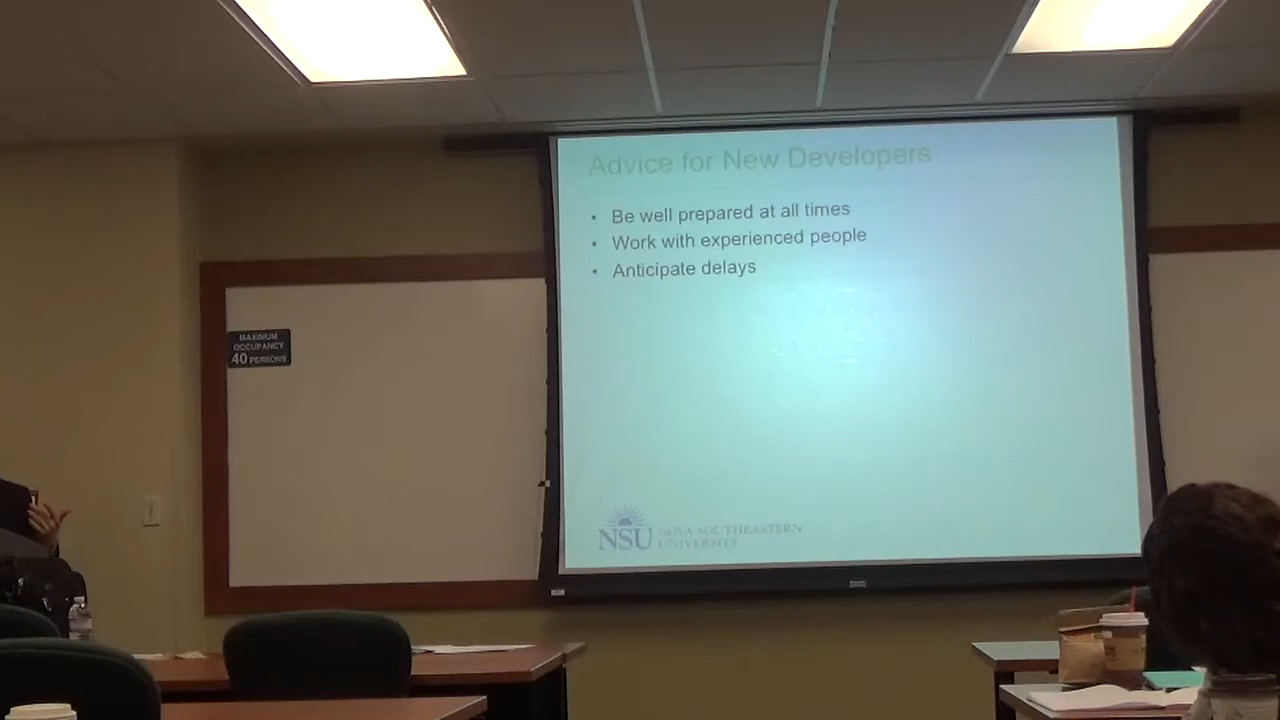 Advice for New Developers
• Be well prepared at all times
• Work with experienced people
• Anticipate delays
MAXIMUM
OCCUPANCY
40 PERSONS
NSU NOVA SOUTHEASTERN
UNIVERSITY